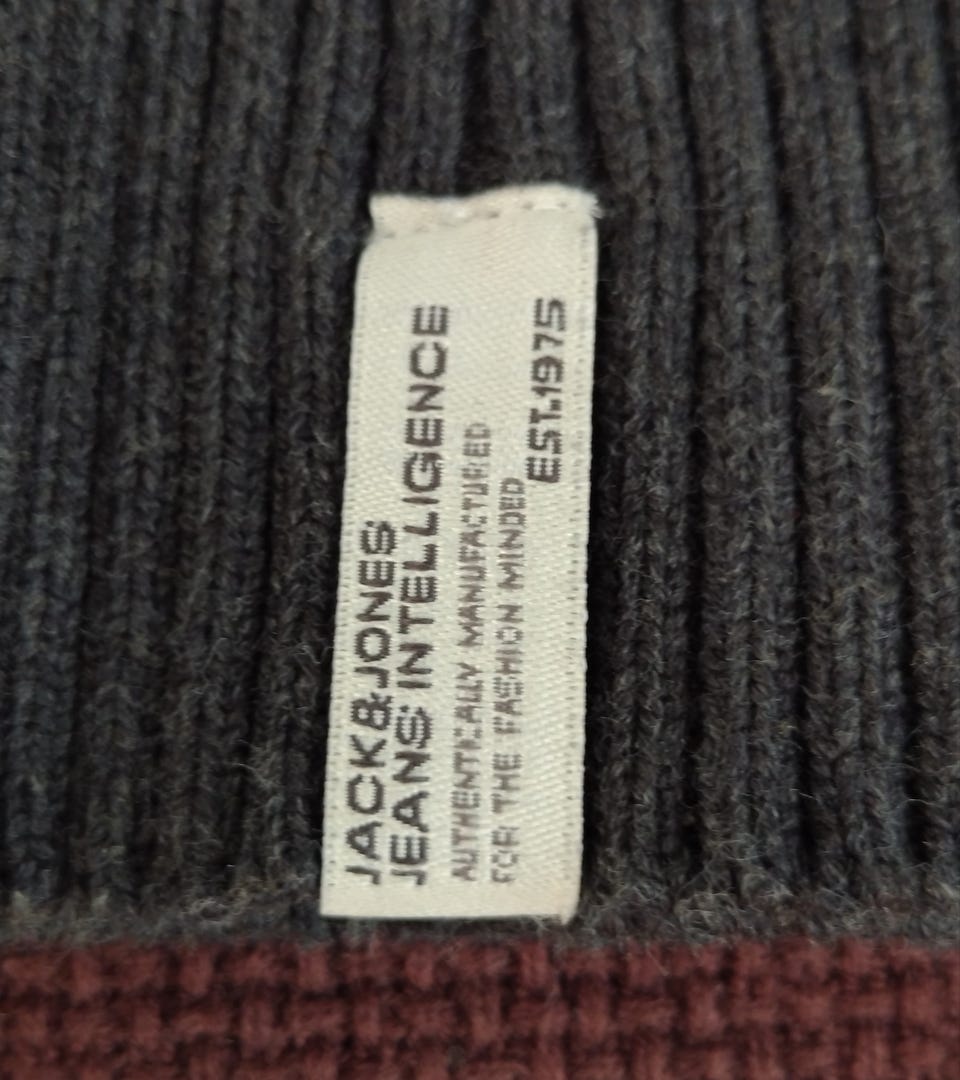 JACK&JONES
JEANS INTELLIGENCE
AUTHENTICALLY MANUFACTURED
FOR THE FASHION MINDED
EST.1975